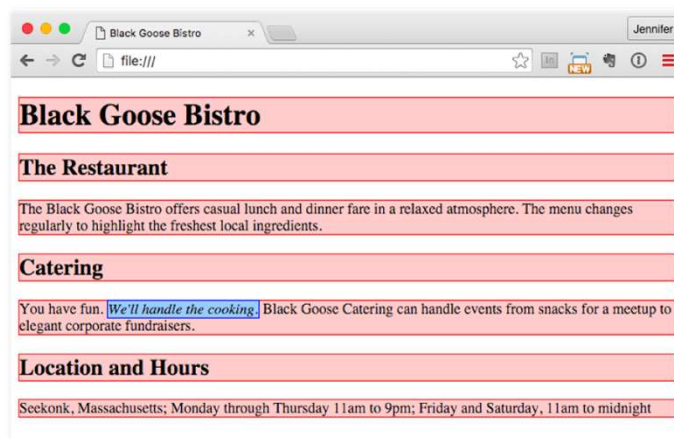 Black Goose Bistro
Jennifer
file:///
NEW
Black Goose Bistro
The Restaurant
The Black Goose Bistro offers casual lunch and dinner fare in a relaxed atmosphere. The menu changes
regularly to highlight the freshest local ingredients.
Catering
You have fun. We'll handle the cooking. Black Goose Catering can handle events from snacks for a meetup to
elegant corporate fundraisers.
Location and Hours
Seekonk, Massachusetts; Monday through Thursday 11am to 9pm; Friday and Saturday, 11am to midnight